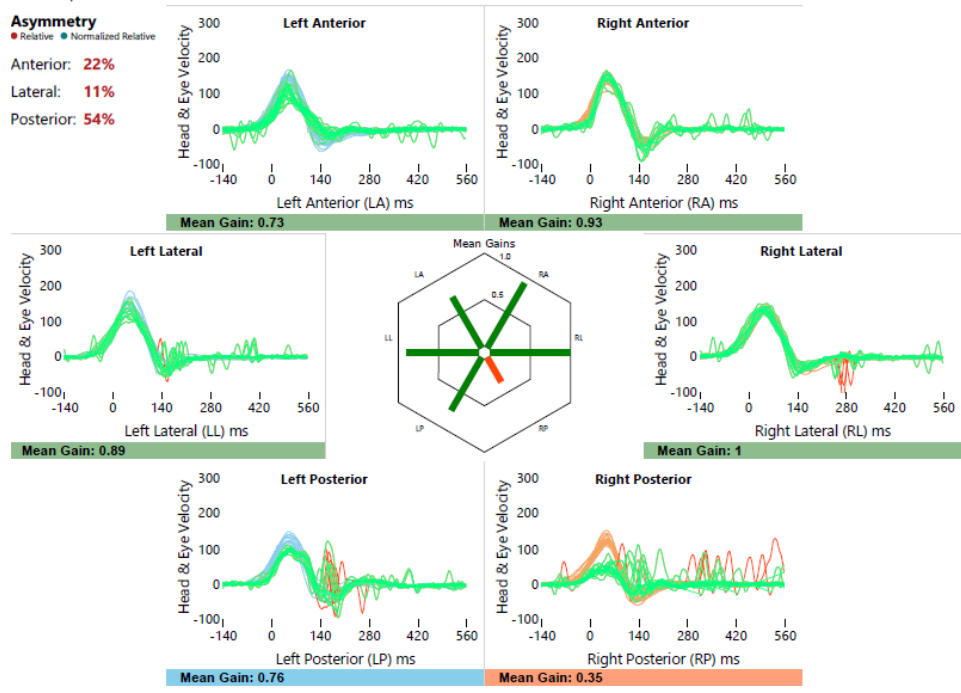 Asymmetry
Relative Normalized Relative
Anterior: 22%
Lateral: 11%
Posterior: 54%
Left Anterior
Head & Eye Velocity
300
200
100
0
-100
-140 0 140 280 420 560
Left Anterior (LA) ms
Mean Gain: 0.73
Right Anterior
Head & Eye Velocity
300
200
100
0
-100
-140 0 140 280 420 560
Right Anterior (RA) ms
Mean Gain: 0.93
Left Lateral
Head & Eye Velocity
300
200
100
0
-100
-140 0 140 280 420 560
Left Lateral (LL) ms
Mean Gain: 0.89
Mean Gains
1.0
LA RA
0.5
LL RL
LP RP
Right Lateral
Head & Eye Velocity
300
200
100
0
-100
-140 0 140 280 420 560
Right Lateral (RL) ms
Mean Gain: 1
Left Posterior
Head & Eye Velocity
300
200
100
0
-100
-140 0 140 280 420 560
Left Posterior (LP) ms
Mean Gain: 0.76
Right Posterior
Head & Eye Velocity
300
200
100
0
-100
-140 0 140 280 420 560
Right Posterior (RP) ms
Mean Gain: 0.35